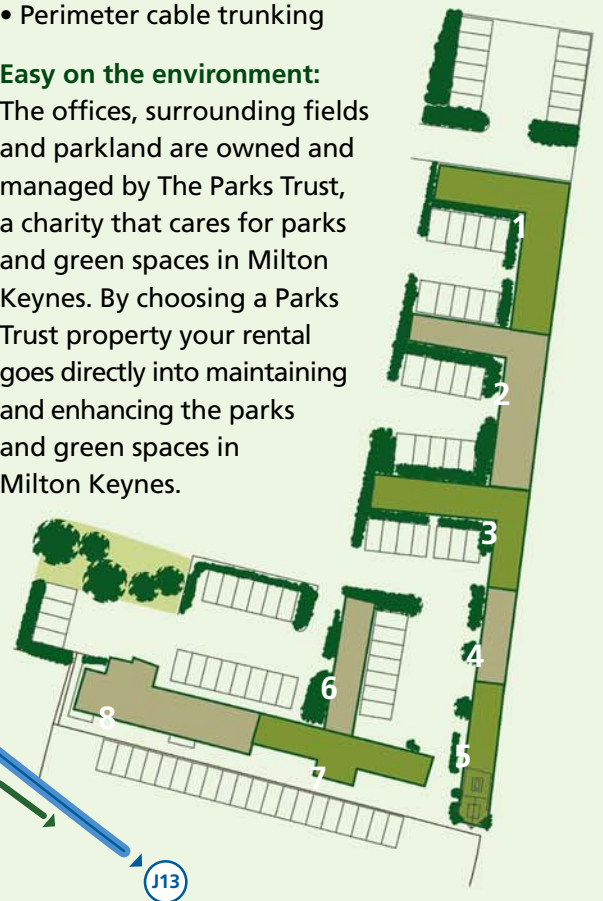 • Perimeter cable trunking
Easy on the environment:
The offices, surrounding fields
and parkland are owned and
managed by The Parks Trust,
a charity that cares for parks
and green spaces in Milton
Keynes. By choosing a Parks
Trust property your rental
goes directly into maintaining
and enhancing the parks
and green spaces in
Milton Keynes.
1
2
3
4
5
6
7
8
J13